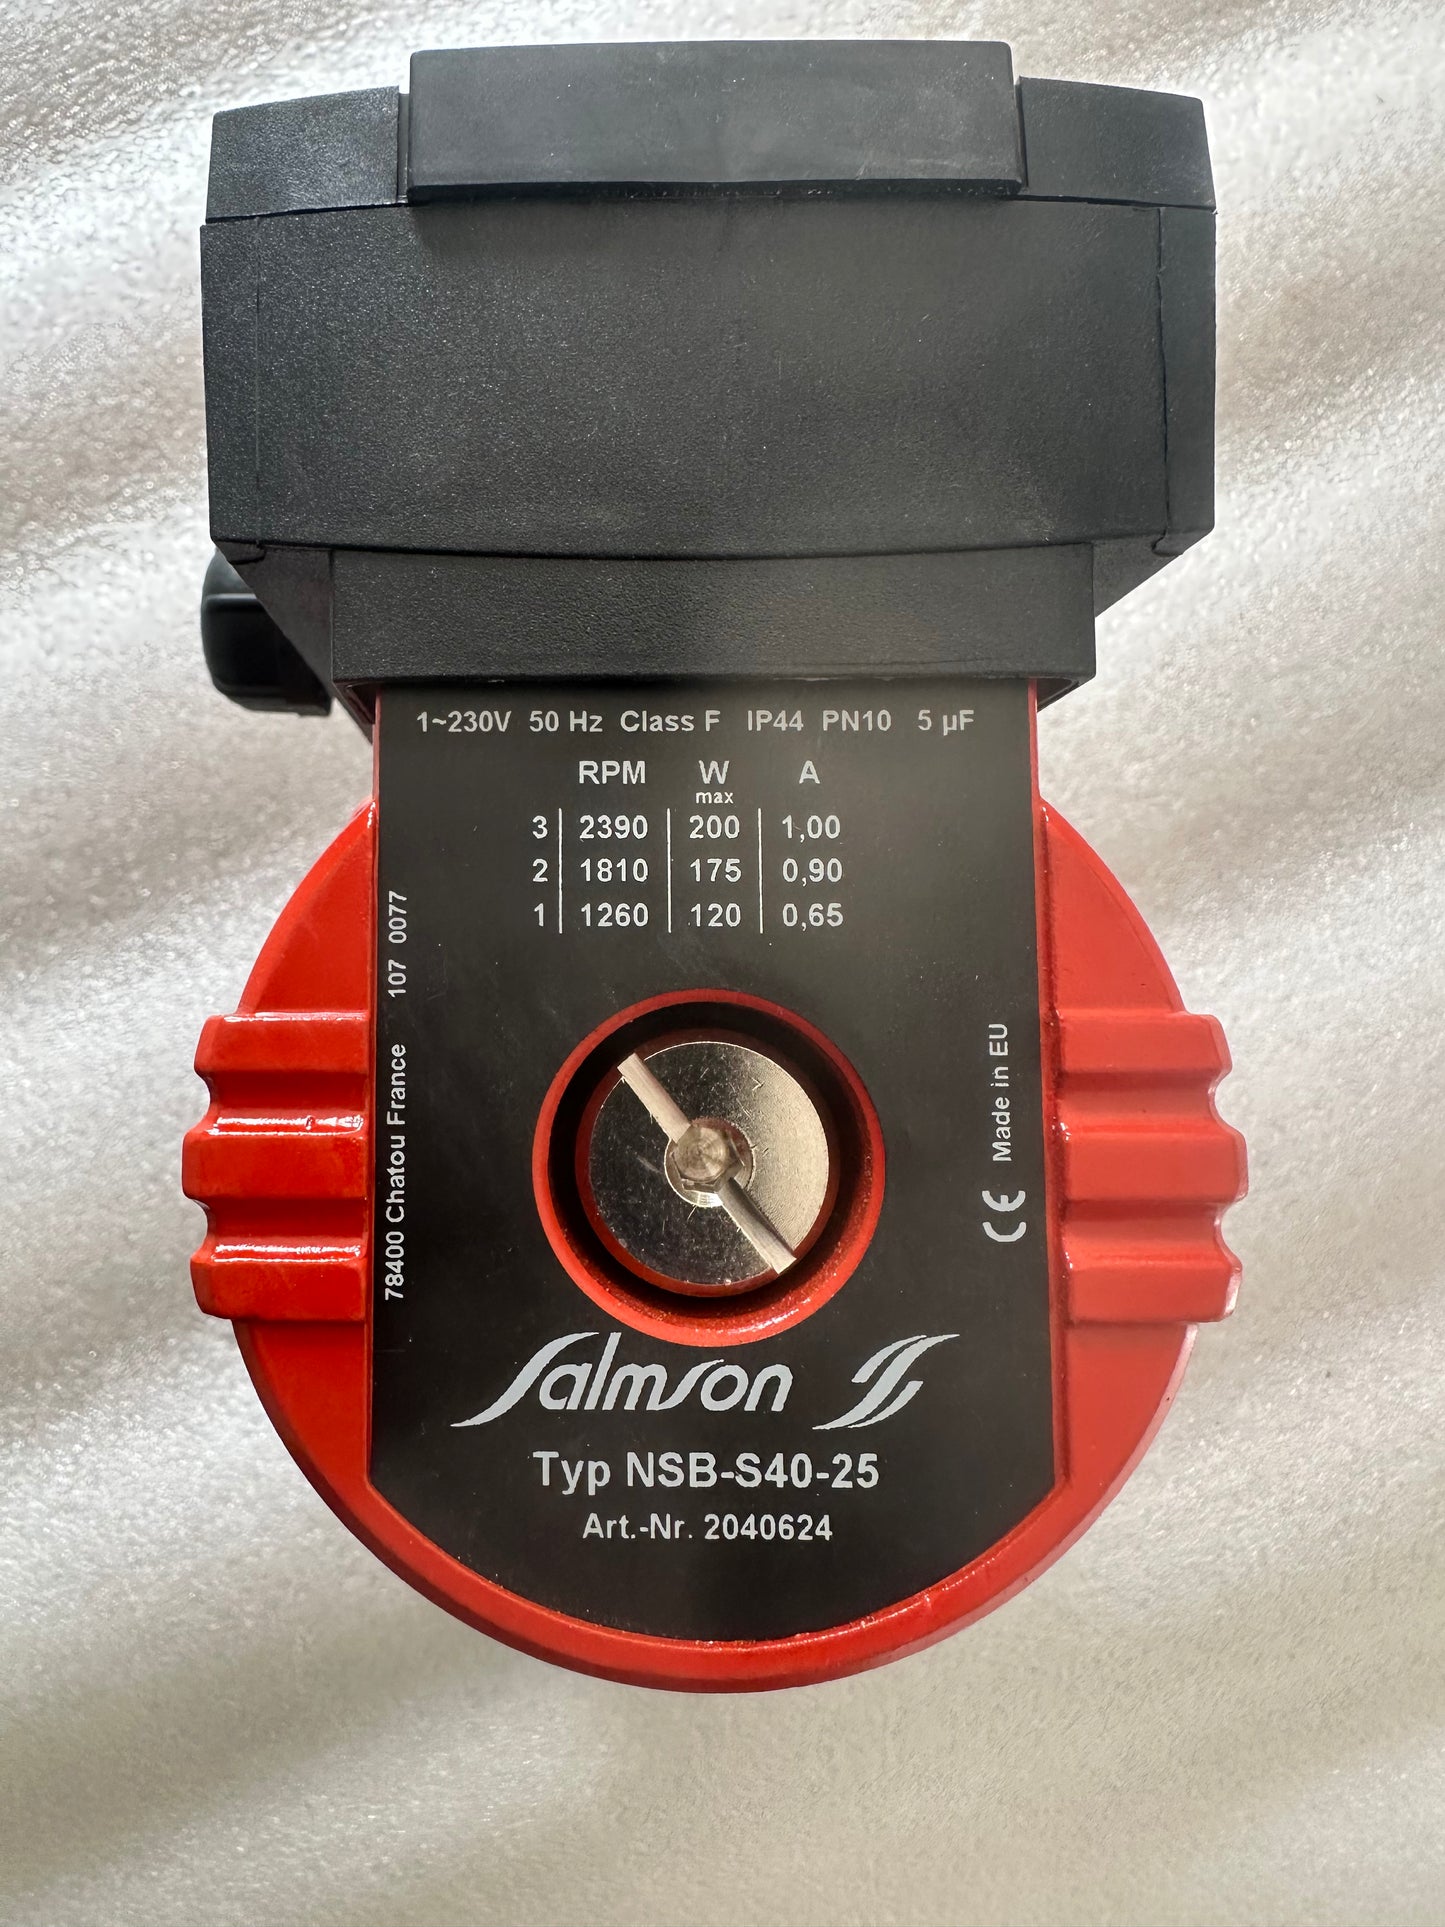 1~230V 50 Hz Class F IP44 PN10 5 µF
RPM W A
max
3 2390 200 1,00
2 1810 175 0,90
1 1260 120 0,65
78400 Chatou France 107 0077
CE Made in EU
Salmson
Typ NSB-S40-25
Art.-Nr. 2040624